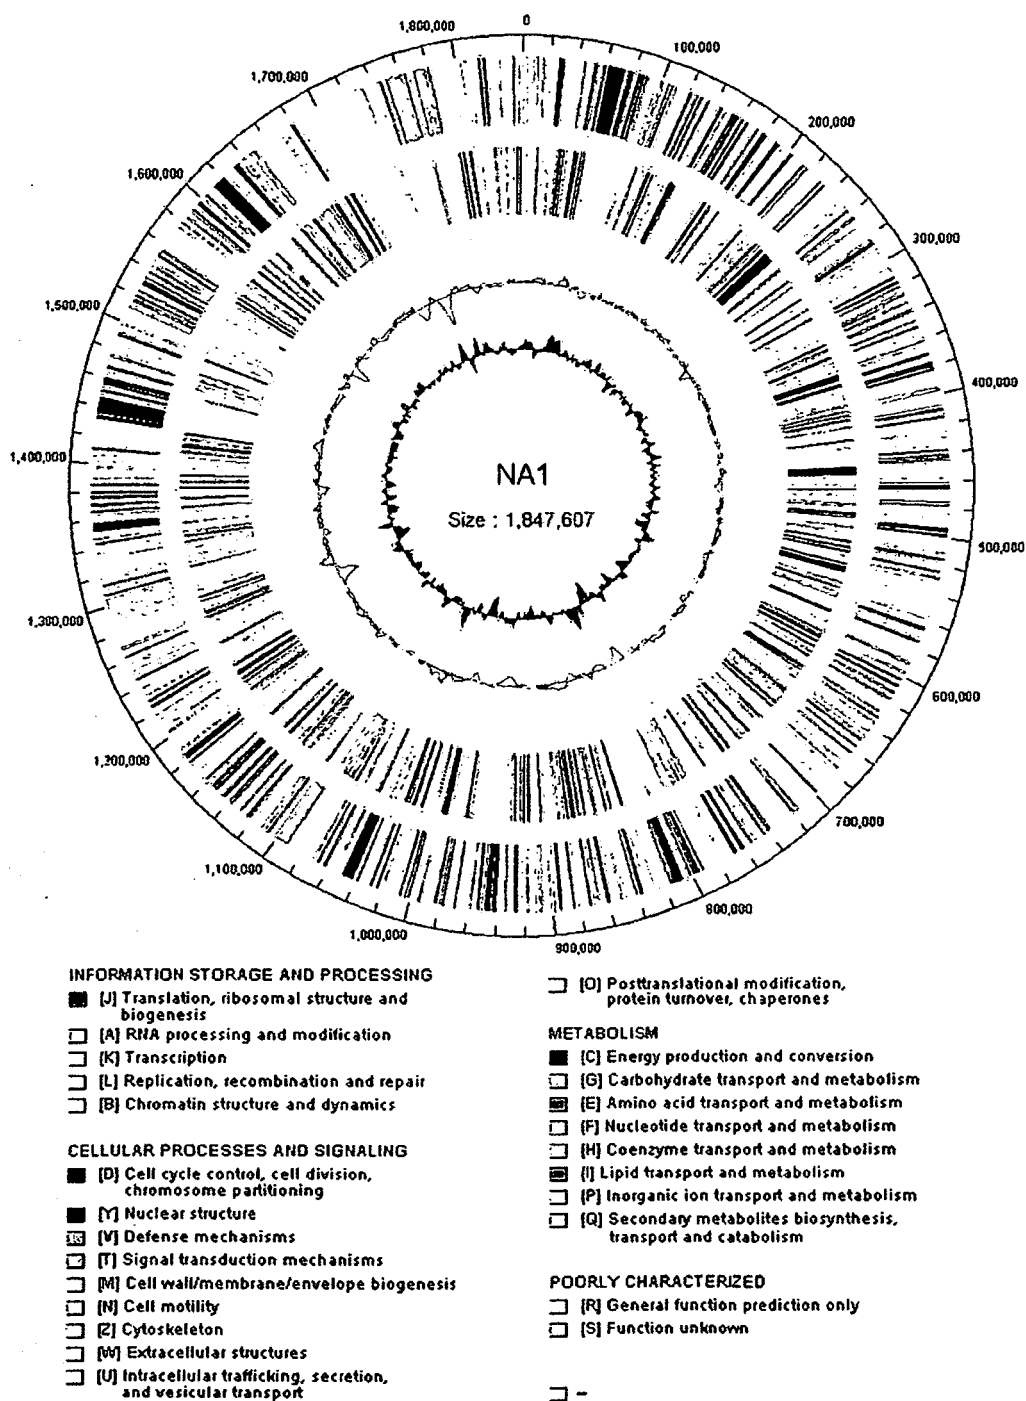 0
100,000
200,000
300,000
400,000
500,000
600,000
700,000
800,000
900,000
1,000,000
1,100,000
1,200,000
1,300,000
1,400,000
1,500,000
1,600,000
1,700,000
1,800,000
NA1
Size : 1,847,607
INFORMATION STORAGE AND PROCESSING
[J] Translation, ribosomal structure and
biogenesis
[A] RNA processing and modification
[K] Transcription
[L] Replication, recombination and repair
[B] Chromatin structure and dynamics
CELLULAR PROCESSES AND SIGNALING
[D] Cell cycle control, cell division,
chromosome partitioning
[Y] Nuclear structure
[V] Defense mechanisms
[T] Signal transduction mechanisms
[M] Cell wall/membrane/envelope biogenesis
[N] Cell motility
[Z] Cytoskeleton
[W] Extracellular structures
[U] Intracellular trafficking, secretion,
and vesicular transport
[O] Posttranslational modification,
protein turnover, chaperones
METABOLISM
[C] Energy production and conversion
[G] Carbohydrate transport and metabolism
[E] Amino acid transport and metabolism
[F] Nucleotide transport and metabolism
[H] Coenzyme transport and metabolism
[I] Lipid transport and metabolism
[P] Inorganic ion transport and metabolism
[Q] Secondary metabolites biosynthesis,
transport and catabolism
POORLY CHARACTERIZED
[R] General function prediction only
[S] Function unknown
–